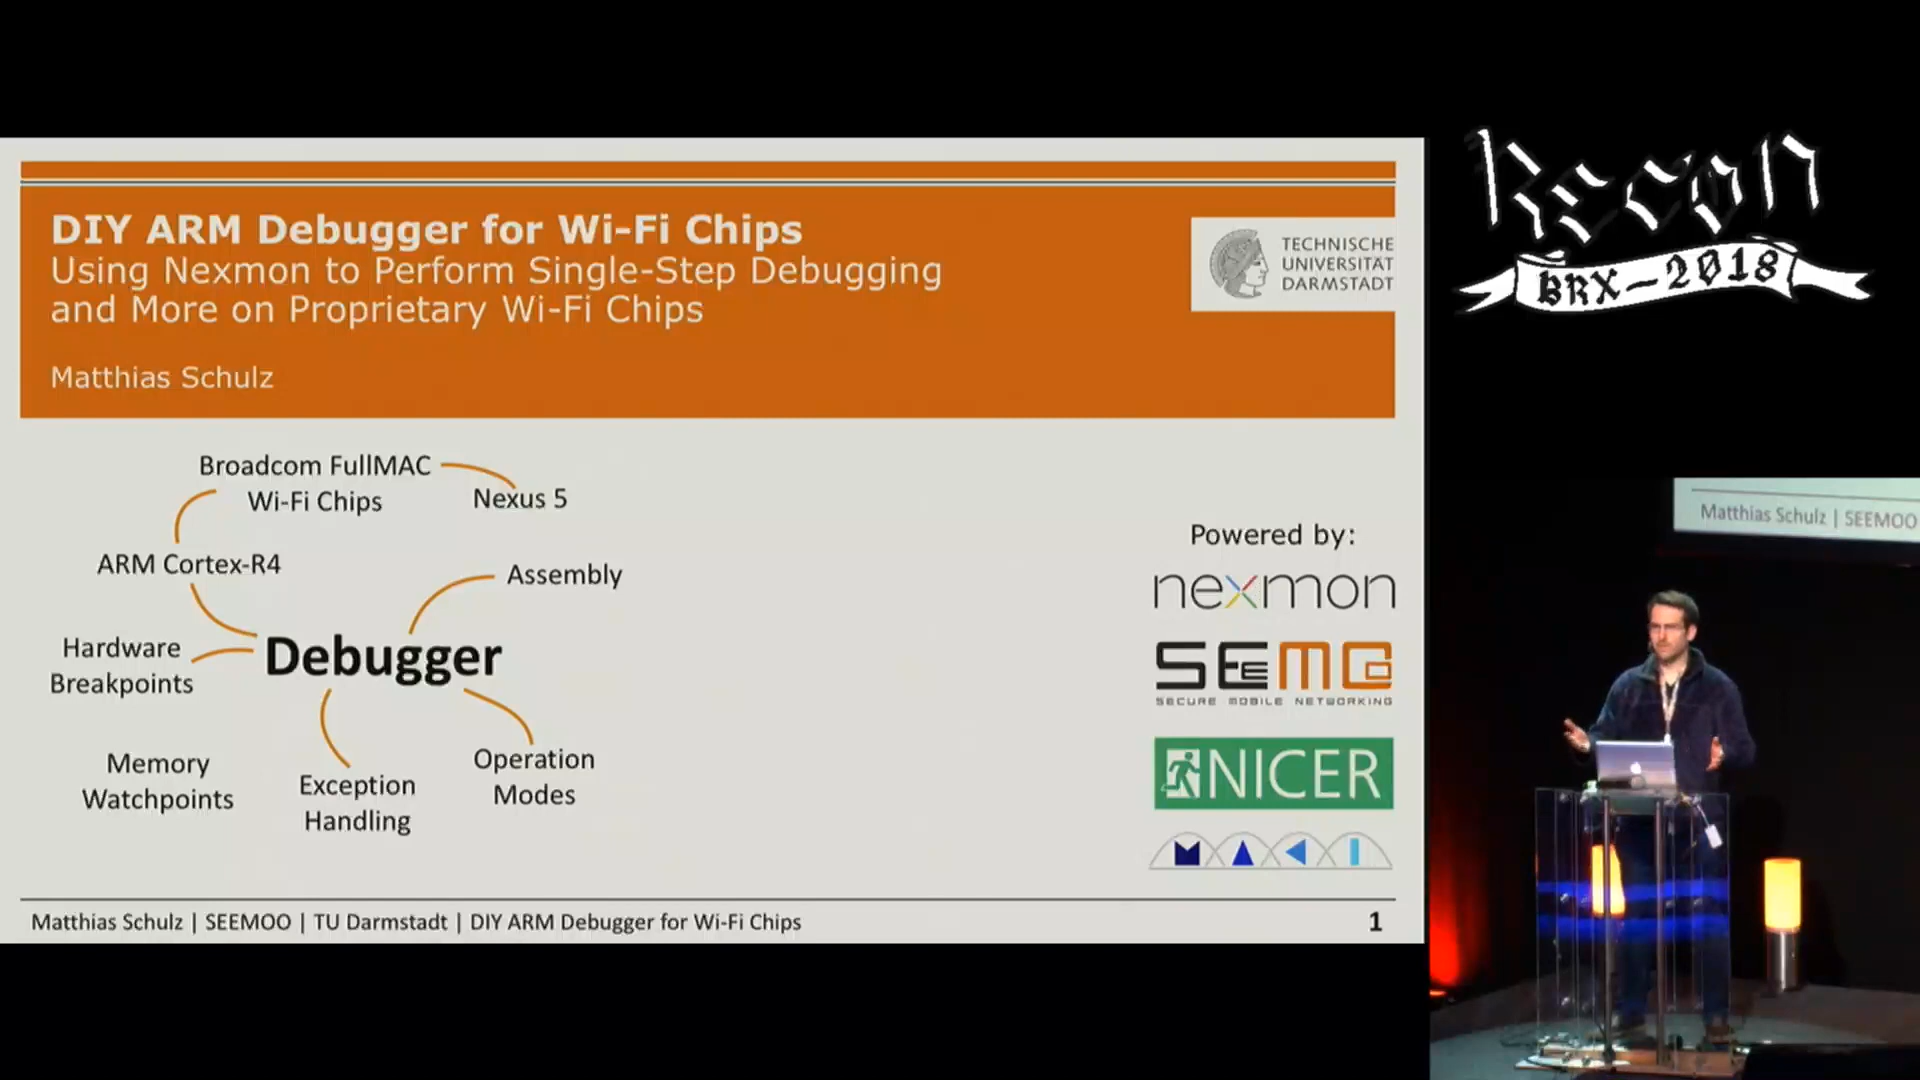 DIY ARM Debugger for Wi-Fi Chips
Using Nexmon to Perform Single-Step Debugging
and More on Proprietary Wi-Fi Chips
Matthias Schulz
TECHNISCHE
UNIVERSITÄT
DARMSTADT
Broadcom FullMAC
Wi-Fi Chips
Nexus 5
ARM Cortex-R4
Assembly
Hardware
Breakpoints
Debugger
Memory
Watchpoints
Exception
Handling
Operation
Modes
Powered by:
nexmon
SEEMOO
SECURE MOBILE NETWORKING
NICER
MAKI
Matthias Schulz | SEEMOO | TU Darmstadt | DIY ARM Debugger for Wi-Fi Chips
1
Recon
BRX-2018
Matthias Schulz | SEEMOO